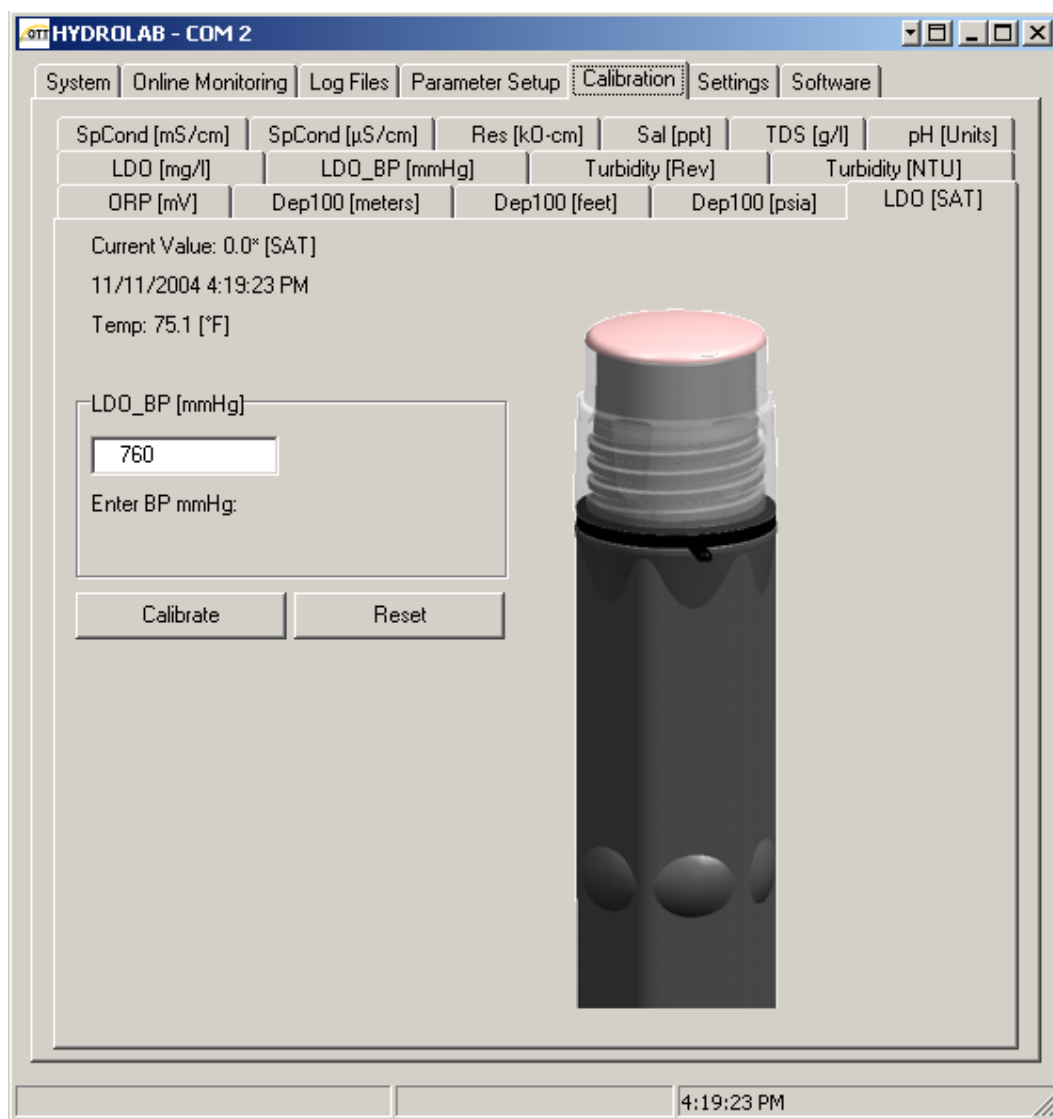 OTT HYDROLAB - COM 2
System Online Monitoring Log Files Parameter Setup Calibration Settings Software
SpCond [mS/cm] SpCond [µS/cm] Res [kO-cm] Sal [ppt] TDS [g/l] pH [Units]
LDO [mg/l] LDO_BP [mmHg] Turbidity [Rev] Turbidity [NTU]
ORP [mV] Dep100 [meters] Dep100 [feet] Dep100 [psia] LDO [SAT]
Current Value: 0.0* [SAT]
11/11/2004 4:19:23 PM
Temp: 75.1 [°F]
LDO_BP [mmHg]
760
Enter BP mmHg:
Calibrate Reset
4:19:23 PM